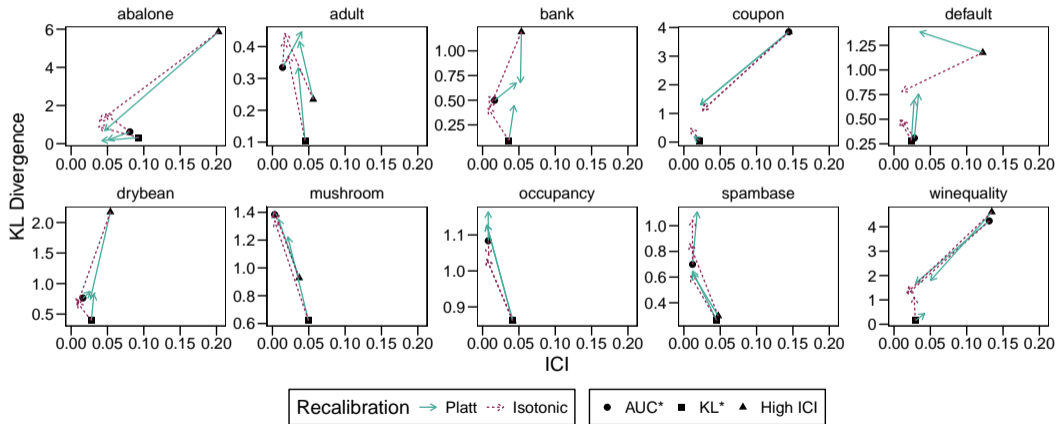 abalone adult bank coupon default
6 4 2 0
0.4 0.3 0.2 0.1
1.00 0.75 0.50 0.25
4 3 2 1 0
1.25 1.00 0.75 0.50 0.25
0.00 0.05 0.10 0.15 0.20 0.00 0.05 0.10 0.15 0.20 0.00 0.05 0.10 0.15 0.20 0.00 0.05 0.10 0.15 0.20 0.00 0.05 0.10 0.15 0.20
KL Divergence
drybean mushroom occupancy spambase winequality
2.0 1.5 1.0 0.5
1.4 1.2 1.0 0.8 0.6
1.1 1.0 0.9
1.0 0.8 0.6 0.4
4 3 2 1 0
0.00 0.05 0.10 0.15 0.20 0.00 0.05 0.10 0.15 0.20 0.00 0.05 0.10 0.15 0.20 0.00 0.05 0.10 0.15 0.20 0.00 0.05 0.10 0.15 0.20
ICI
Recalibration Platt Isotonic AUC* KL* High ICI